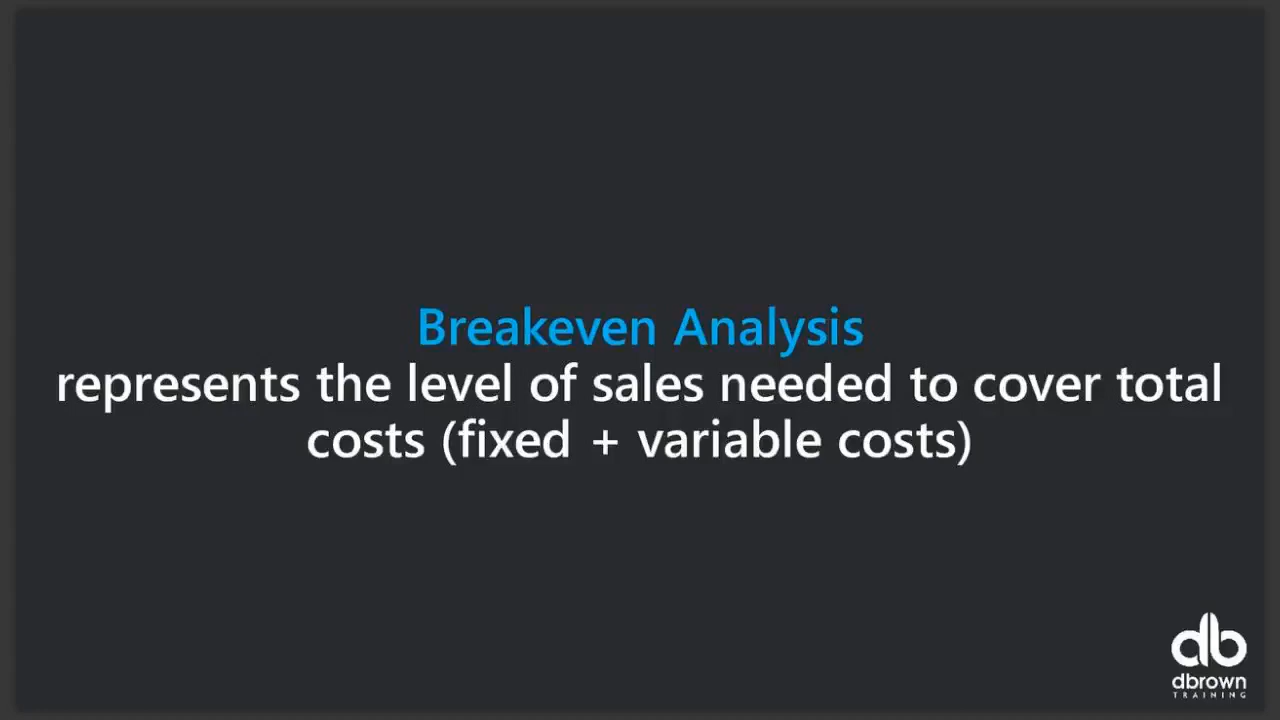 Breakeven Analysis
represents the level of sales needed to cover total
costs (fixed + variable costs)
db
dbrown
TRAINING